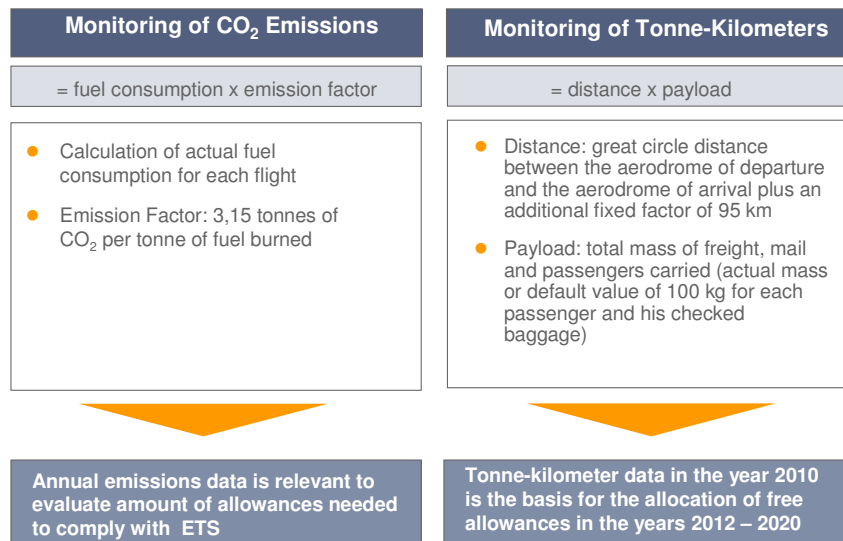 Monitoring of CO₂ Emissions
= fuel consumption x emission factor
Calculation of actual fuel
consumption for each flight
Emission Factor: 3,15 tonnes of
CO₂ per tonne of fuel burned
Annual emissions data is relevant to
evaluate amount of allowances needed
to comply with ETS
Monitoring of Tonne-Kilometers
= distance x payload
Distance: great circle distance
between the aerodrome of departure
and the aerodrome of arrival plus an
additional fixed factor of 95 km
Payload: total mass of freight, mail
and passengers carried (actual mass
or default value of 100 kg for each
passenger and his checked
baggage)
Tonne-kilometer data in the year 2010
is the basis for the allocation of free
allowances in the years 2012 – 2020